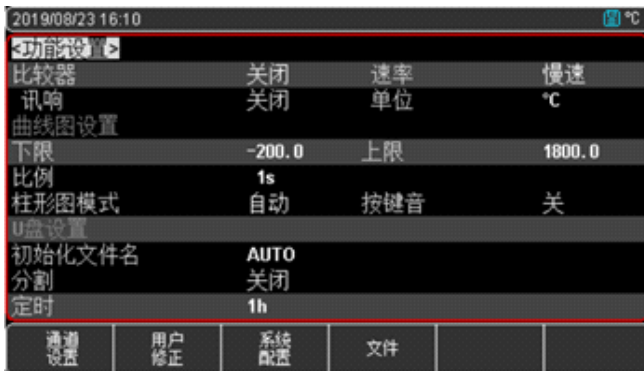 2019/08/23 16:10 ℃
<功能设置>
比较器 关闭 速率 慢速
讯响 关闭 单位 ℃
曲线图设置
下限 -200.0 上限 1800.0
比例 1s
柱形图模式 自动 按键音 关
U盘设置
初始化文件名 AUTO
分割 关闭
定时 1h
通道设置 用户修正 系统配置 文件